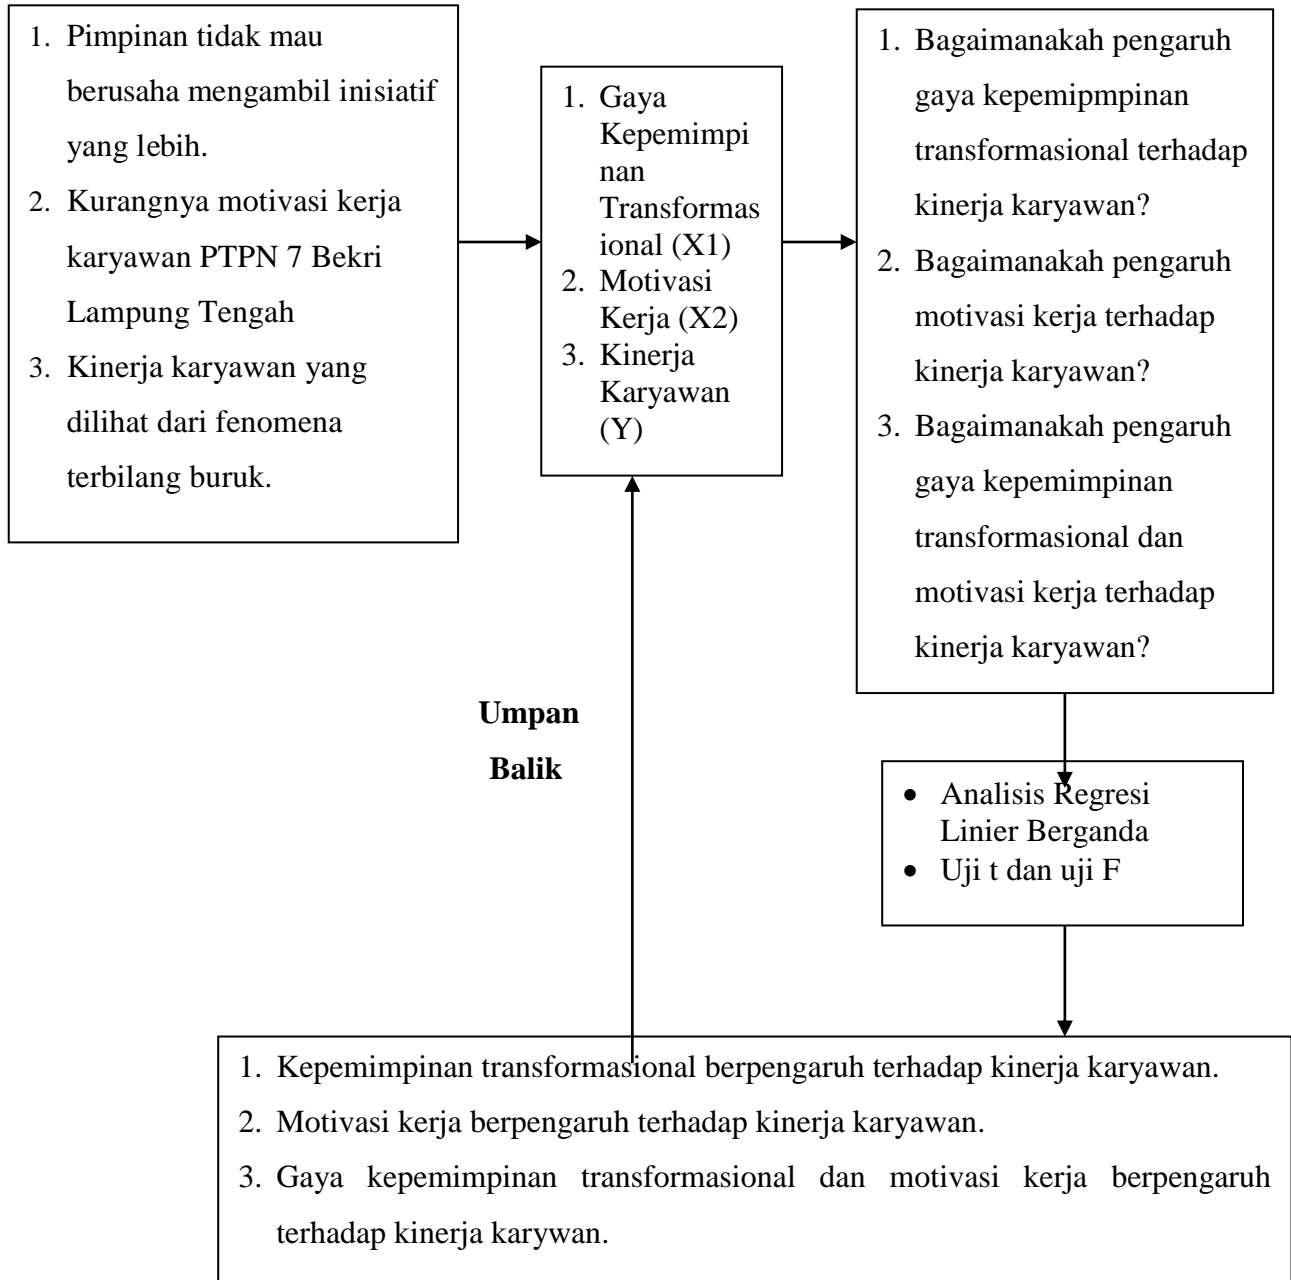 1. Pimpinan tidak mau
berusaha mengambil inisiatif
yang lebih.
2. Kurangnya motivasi kerja
karyawan PTPN 7 Bekri
Lampung Tengah
3. Kinerja karyawan yang
dilihat dari fenomena
terbilang buruk.
1. Gaya
Kepemimpi
nan
Transformas
ional (X1)
2. Motivasi
Kerja (X2)
3. Kinerja
Karyawan
(Y)
1. Bagaimanakah pengaruh
gaya kepemipmpinan
transformasional terhadap
kinerja karyawan?
2. Bagaimanakah pengaruh
motivasi kerja terhadap
kinerja karyawan?
3. Bagaimanakah pengaruh
gaya kepemimpinan
transformasional dan
motivasi kerja terhadap
kinerja karyawan?
Umpan
Balik
• Analisis Regresi
Linier Berganda
• Uji t dan uji F
1. Kepemimpinan transformasional berpengaruh terhadap kinerja karyawan.
2. Motivasi kerja berpengaruh terhadap kinerja karyawan.
3. Gaya kepemimpinan transformasional dan motivasi kerja berpengaruh
terhadap kinerja karywan.